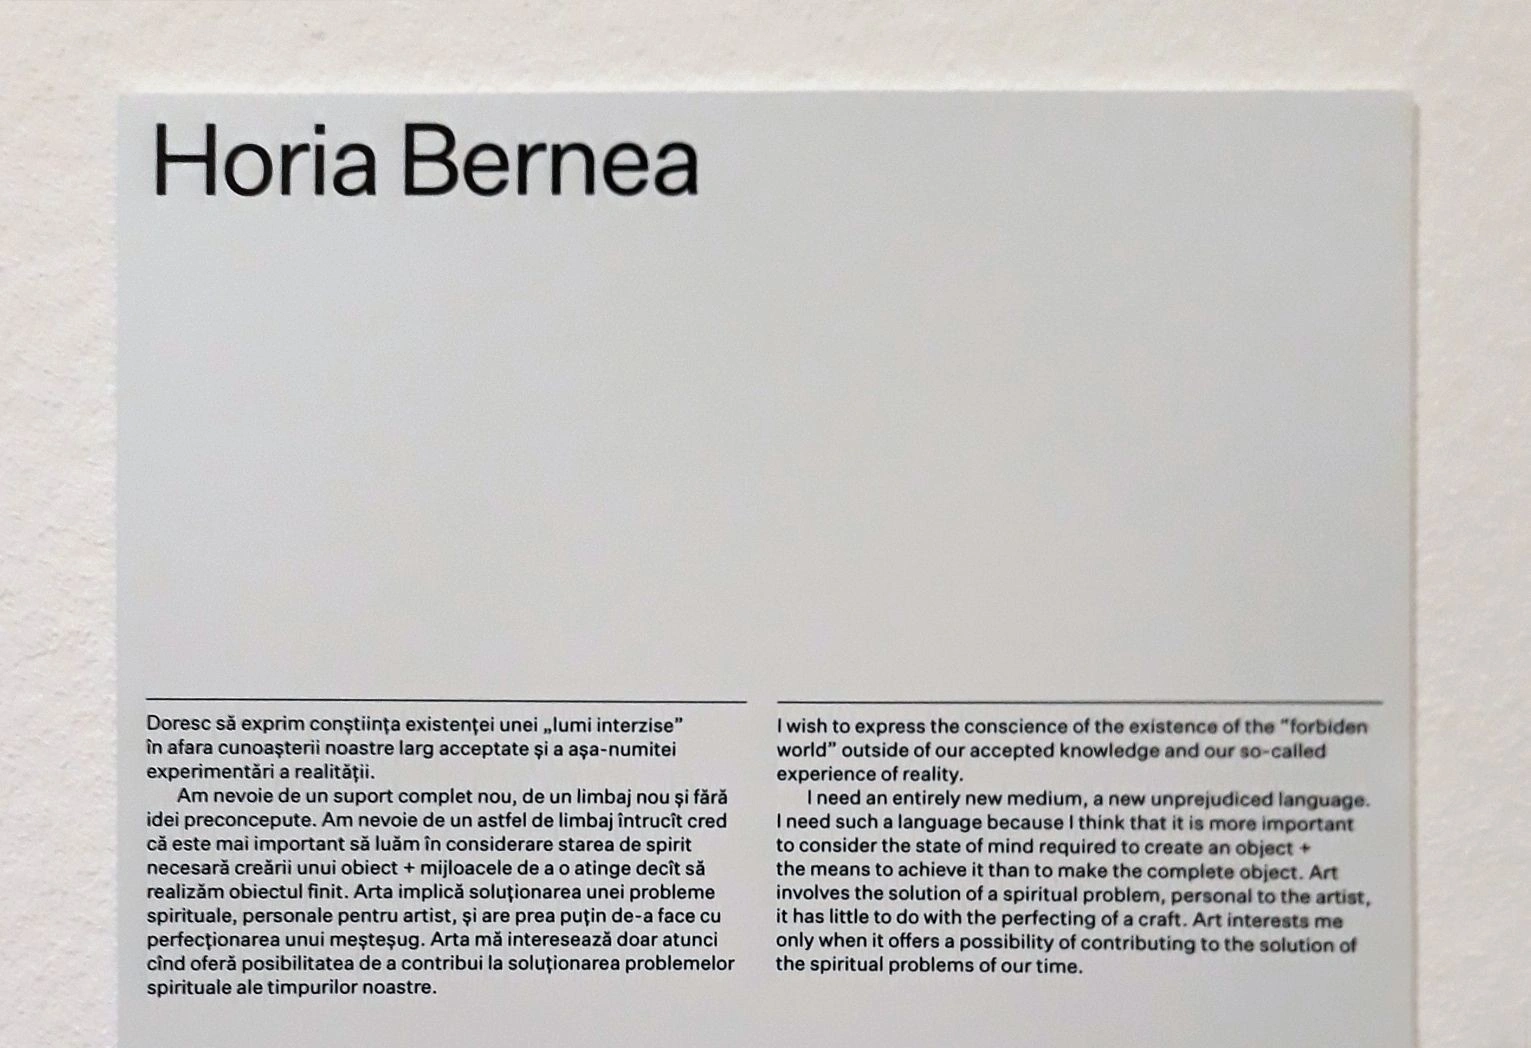 Horia Bernea
Doresc să exprim conştiinţa existenţei unei „lumi interzise”
în afara cunoaşterii noastre larg acceptate şi a aşa-numitei
experimentări a realităţii.
Am nevoie de un suport complet nou, de un limbaj nou şi fără
idei preconcepute. Am nevoie de un astfel de limbaj întrucît cred
că este mai important să luăm în considerare starea de spirit
necesară creării unui obiect + mijloacele de a o atinge decît să
realizăm obiectul finit. Arta implică soluţionarea unei probleme
spirituale, personale pentru artist, şi are prea puţin de-a face cu
perfecţionarea unui meşteşug. Arta mă interesează doar atunci
cînd oferă posibilitatea de a contribui la soluţionarea problemelor
spirituale ale timpurilor noastre.
I wish to express the conscience of the existence of the “forbiden
world” outside of our accepted knowledge and our so-called
experience of reality.
I need an entirely new medium, a new unprejudiced language.
I need such a language because I think that it is more important
to consider the state of mind required to create an object +
the means to achieve it than to make the complete object. Art
involves the solution of a spiritual problem, personal to the artist,
it has little to do with the perfecting of a craft. Art interests me
only when it offers a possibility of contributing to the solution of
the spiritual problems of our time.